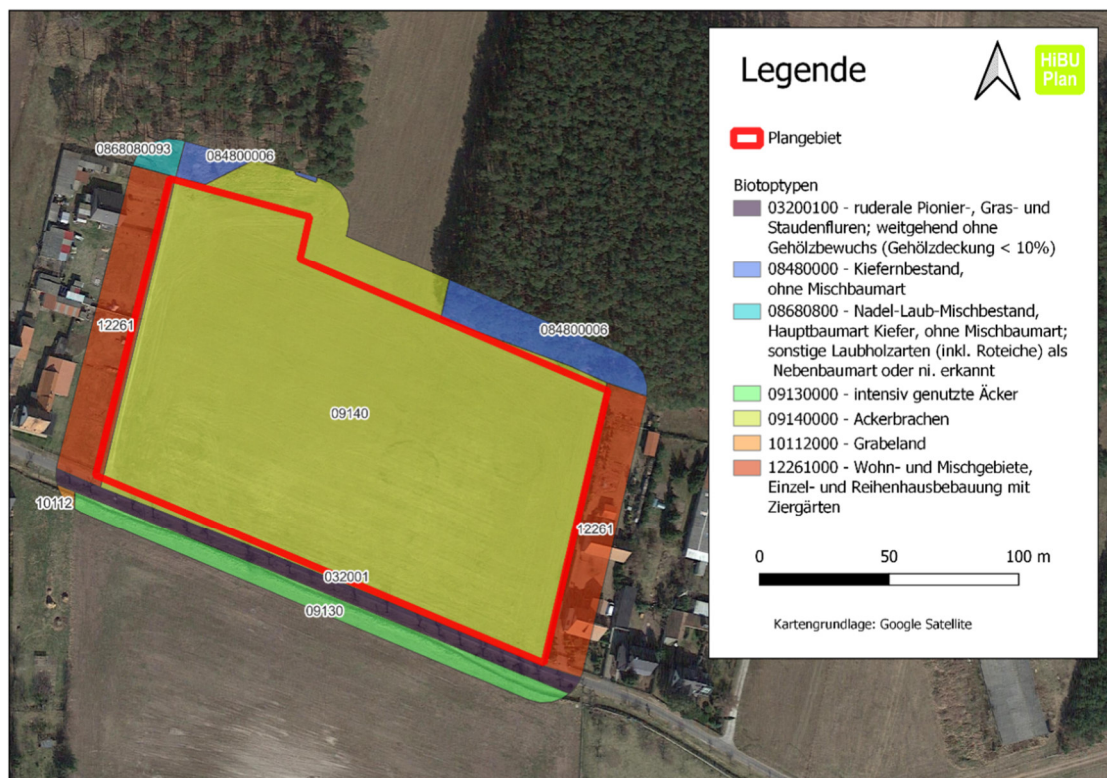 Legende
HiBU
Plan
Plangebiet
Biotoptypen
03200100 - ruderale Pionier-, Gras- und
Staudenfluren; weitgehend ohne
Gehölzbewuchs (Gehölzdeckung < 10%)
08480000 - Kiefernbestand,
ohne Mischbaumart
08680800 - Nadel-Laub-Mischbestand,
Hauptbaumart Kiefer, ohne Mischbaumart;
sonstige Laubholzarten (inkl. Roteiche) als
Nebenbaumart oder ni. erkannt
09130000 - intensiv genutzte Äcker
09140000 - Ackerbrachen
10112000 - Grabeland
12261000 - Wohn- und Mischgebiete,
Einzel- und Reihenhausbebauung mit
Ziergärten
0 50 100 m
Kartengrundlage: Google Satellite
0868080093
084800006
12261
084800006
09140
10112
12261
032001
09130